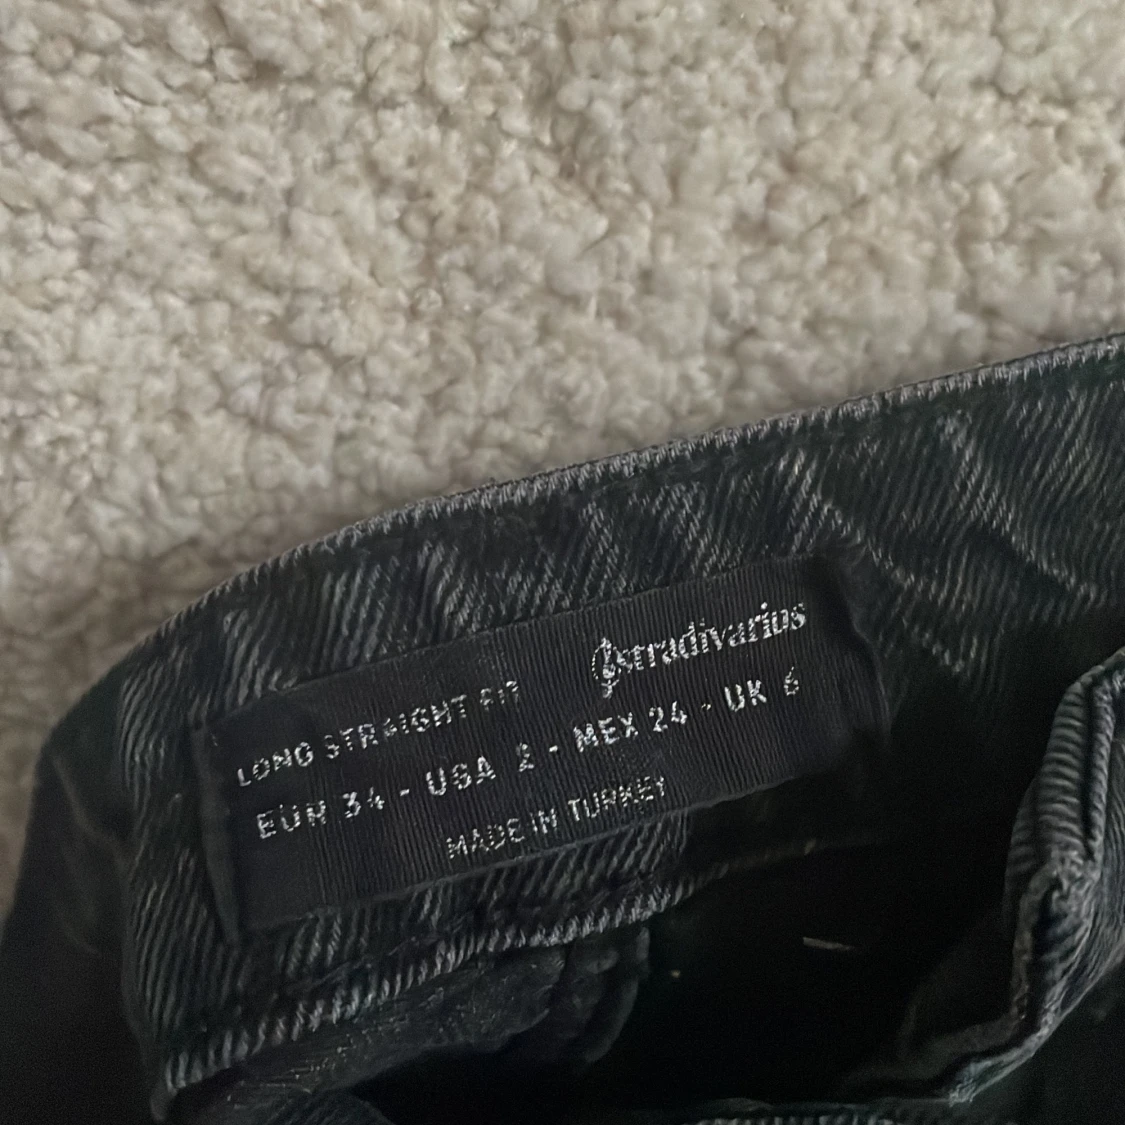 stradivarius
LONG STRAIGHT FIT
EUR 34 - USA 2 - MEX 24 - UK 6
MADE IN TURKEY